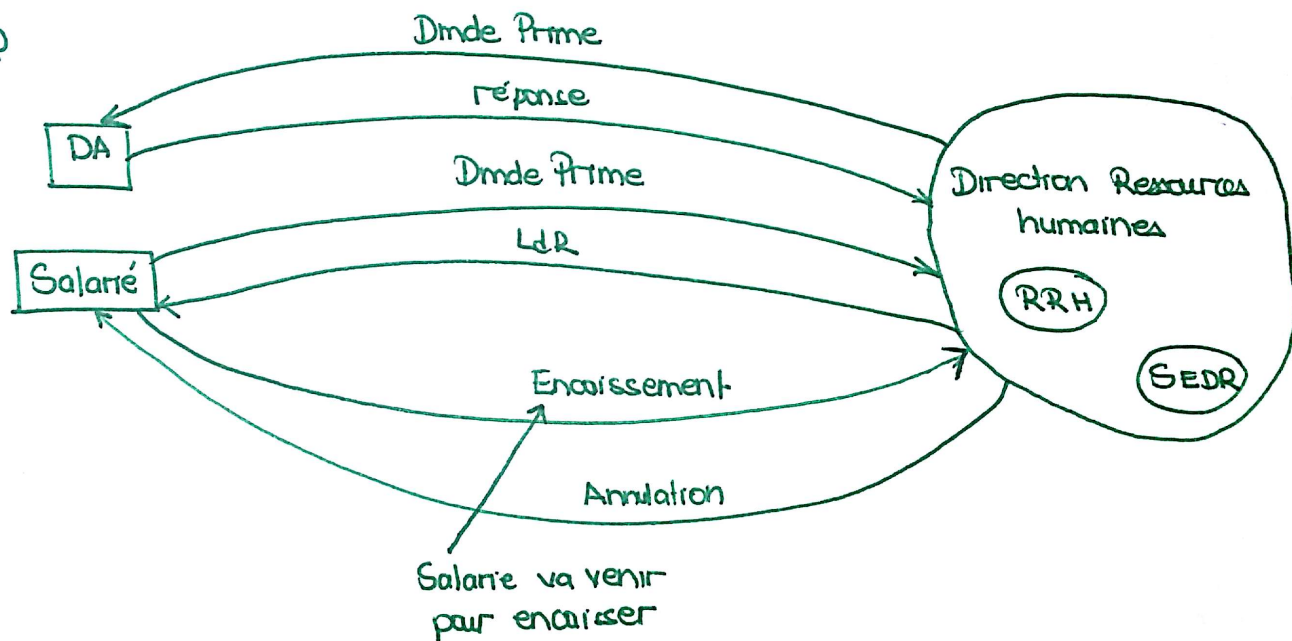 Dmde Prime
réponse
DA
Dmde Prime
Direction Ressources
humaines
LdR
Salarié
RRH
SEDR
Encaissement
Annulation
Salarie va venir
pour encaisser